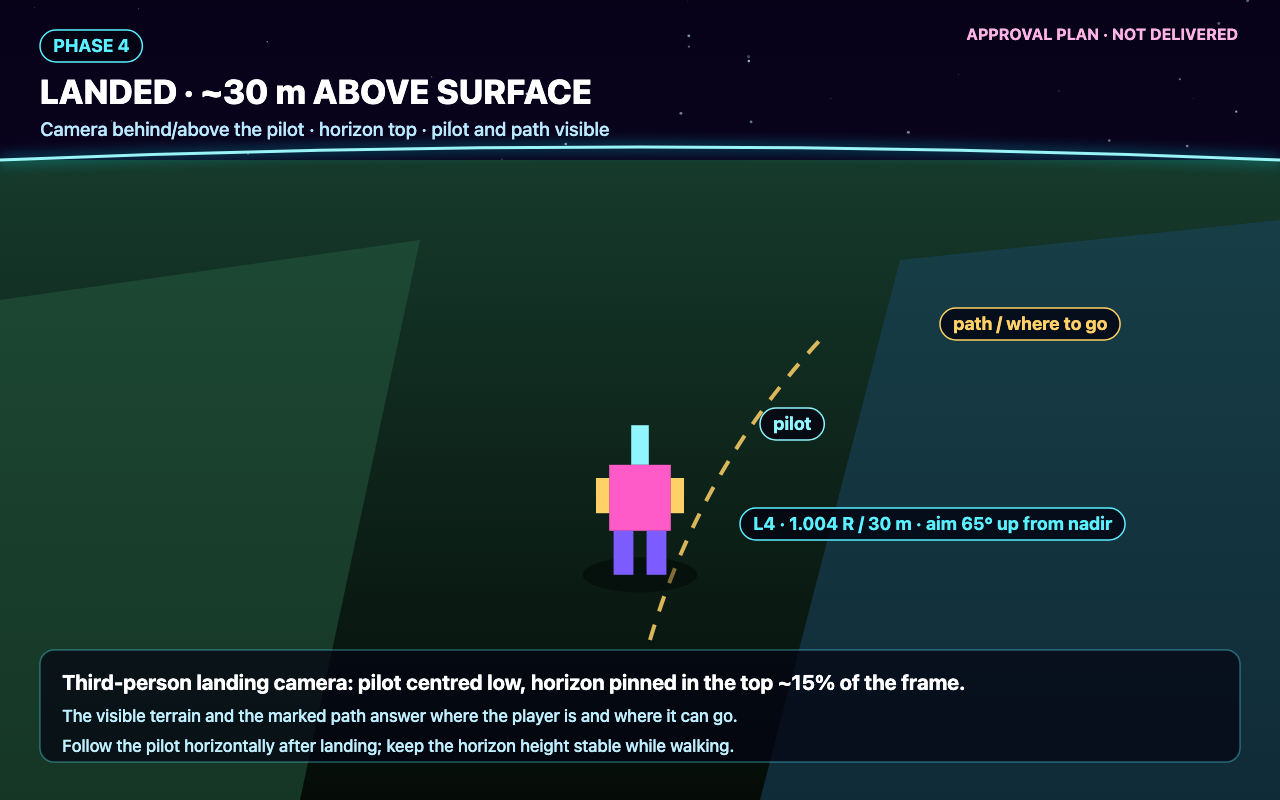 PHASE 4
APPROVAL PLAN · NOT DELIVERED
LANDED · ~30 m ABOVE SURFACE
Camera behind/above the pilot · horizon top · pilot and path visible
path / where to go
pilot
L4 · 1.004 R / 30 m · aim 65° up from nadir
Third-person landing camera: pilot centred low, horizon pinned in the top ~15% of the frame.
The visible terrain and the marked path answer where the player is and where it can go.
Follow the pilot horizontally after landing; keep the horizon height stable while walking.